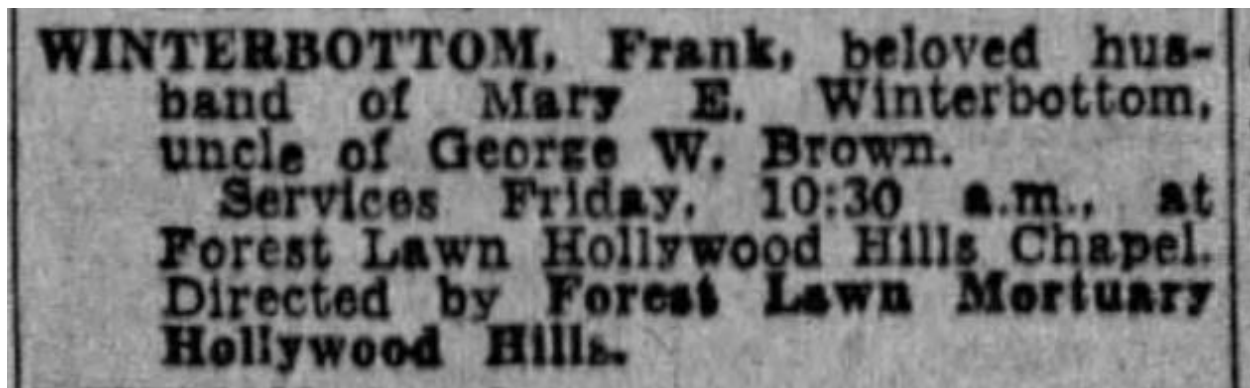 WINTERBOTTOM, Frank, beloved hus-
band of Mary E. Winterbottom,
uncle of George W. Brown.
Services Friday, 10:30 a.m., at
Forest Lawn Hollywood Hills Chapel.
Directed by Forest Lawn Mortuary
Hollywood Hills.